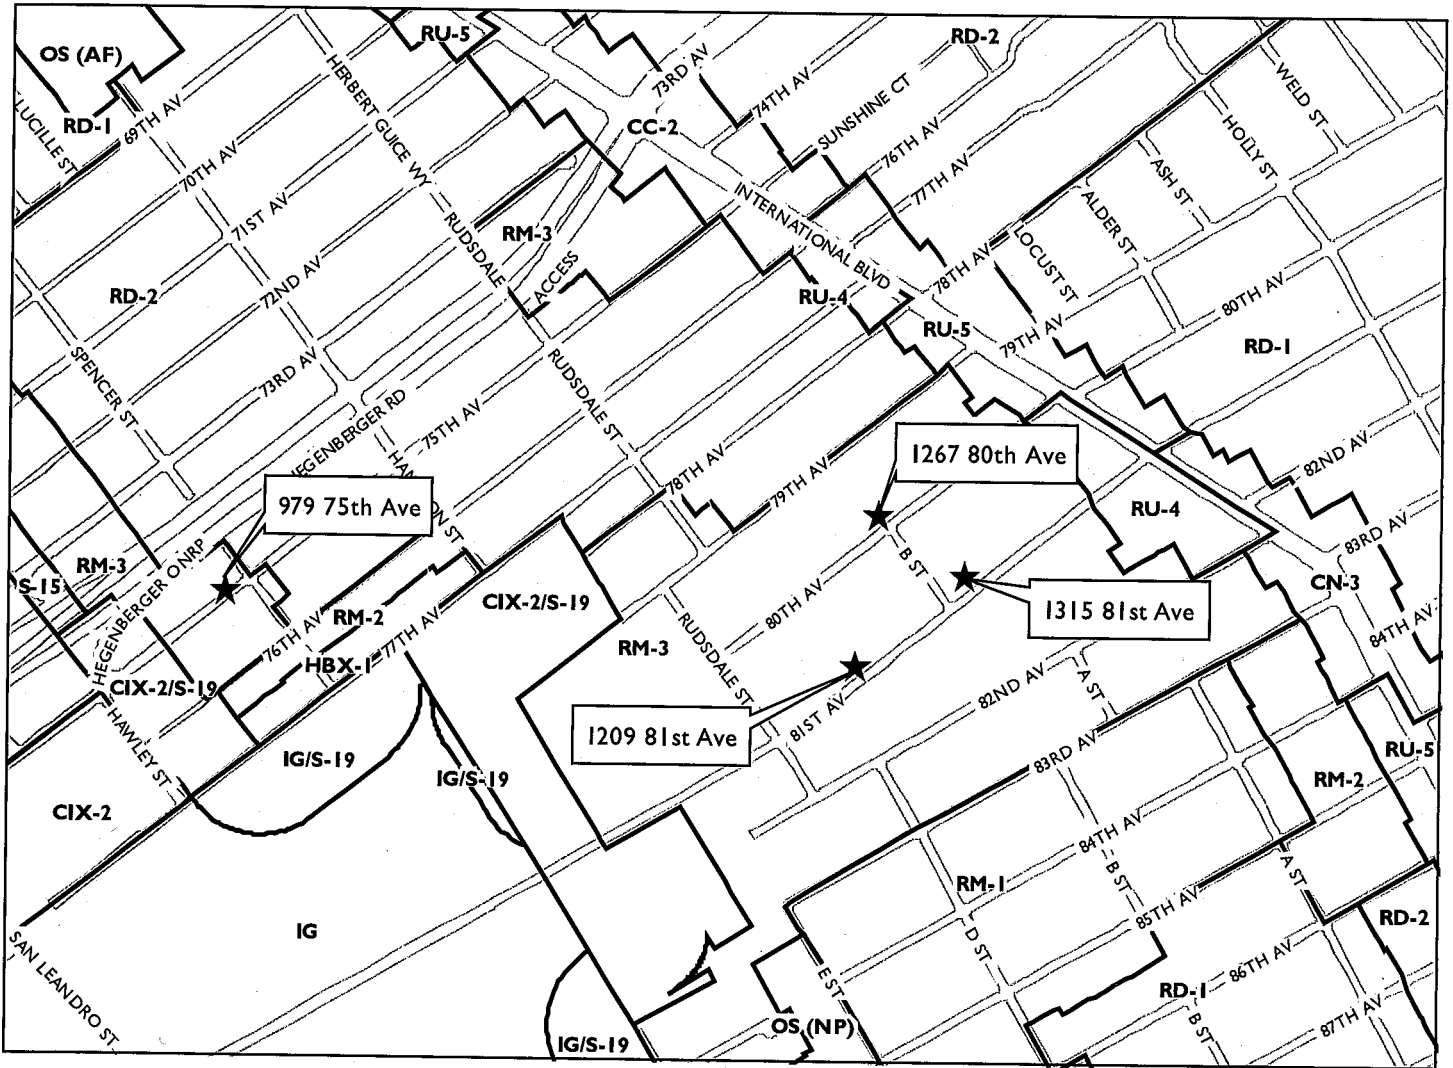 OS (AF)
RU-5
RD-2
73RD AV
74TH AV
SUNSHINE CT
WELD ST
HOLLY ST
LUCILLE ST
RD-1
69TH AV
HERBERT GUICE WY
CC-2
76TH AV
77TH AV
ASH ST
ALDER ST
70TH AV
71ST AV
RUDSDALE
RM-3
ACCESS
INTERNATIONAL BLVD
78TH AV
LOCUST ST
80TH AV
RD-2
72ND AV
RU-4
RU-5
79TH AV
RD-1
SPENCER ST
73RD AV
RUDSDALE ST
75TH AV
1267 80th Ave
82ND AV
979 75th Ave
78TH AV
79TH AV
RU-4
83RD AV
RM-3
S-15
HEGENBERGER ONRP
B ST
CN-3
CIX-2/S-19
80TH AV
1315 81st Ave
84TH AV
RM-2
76TH AV
77TH AV
HBX-1
RM-3
RUDSDALE ST
CIX-2/S-19
82ND AV
A ST
HAWLEY ST
1209 81st Ave
81ST AV
IG/S-19
IG/S-19
83RD AV
RU-5
RM-2
CIX-2
84TH AV
RM-1
B ST
A ST
85TH AV
IG
D ST
RD-2
SAN LEANDRO ST
E ST
86TH AV
RD-1
OS (NP)
B ST
87TH AV
IG/S-19